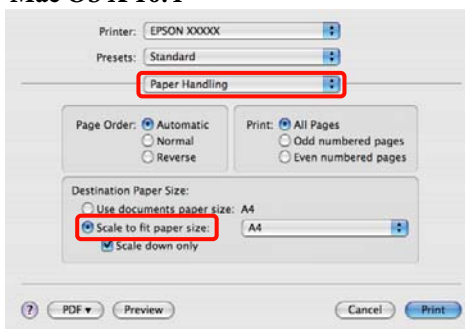 Mac OS X 10.4
Printer: EPSON XXXXX
Presets: Standard
Paper Handling
Page Order: Automatic Print: All Pages
Normal Odd numbered pages
Reverse Even numbered pages
Destination Paper Size:
Use documents paper size: A4
Scale to fit paper size: A4
Scale down only
? PDF ▾ Preview Cancel Print